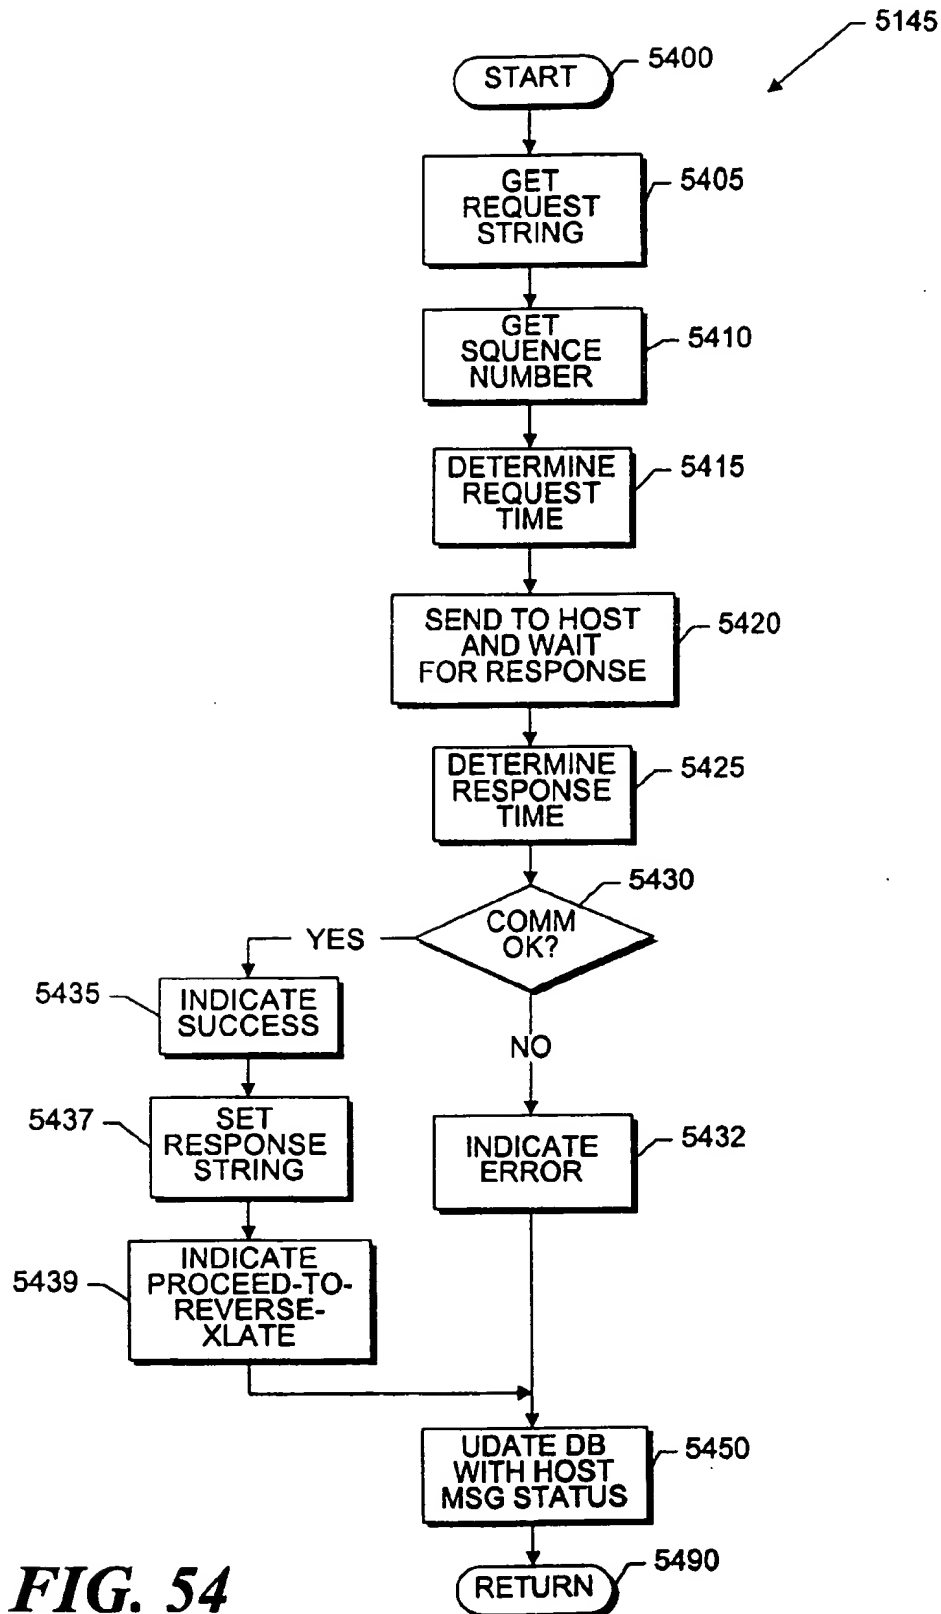 5145
START
5400
GET
REQUEST
STRING
5405
GET
SQUENCE
NUMBER
5410
DETERMINE
REQUEST
TIME
5415
SEND TO HOST
AND WAIT
FOR RESPONSE
5420
DETERMINE
RESPONSE
TIME
5425
COMM
OK?
5430
YES
NO
5435
INDICATE
SUCCESS
5437
SET
RESPONSE
STRING
5439
INDICATE
PROCEED-TO-
REVERSE-
XLATE
INDICATE
ERROR
5432
UDATE DB
WITH HOST
MSG STATUS
5450
RETURN
5490
FIG. 54